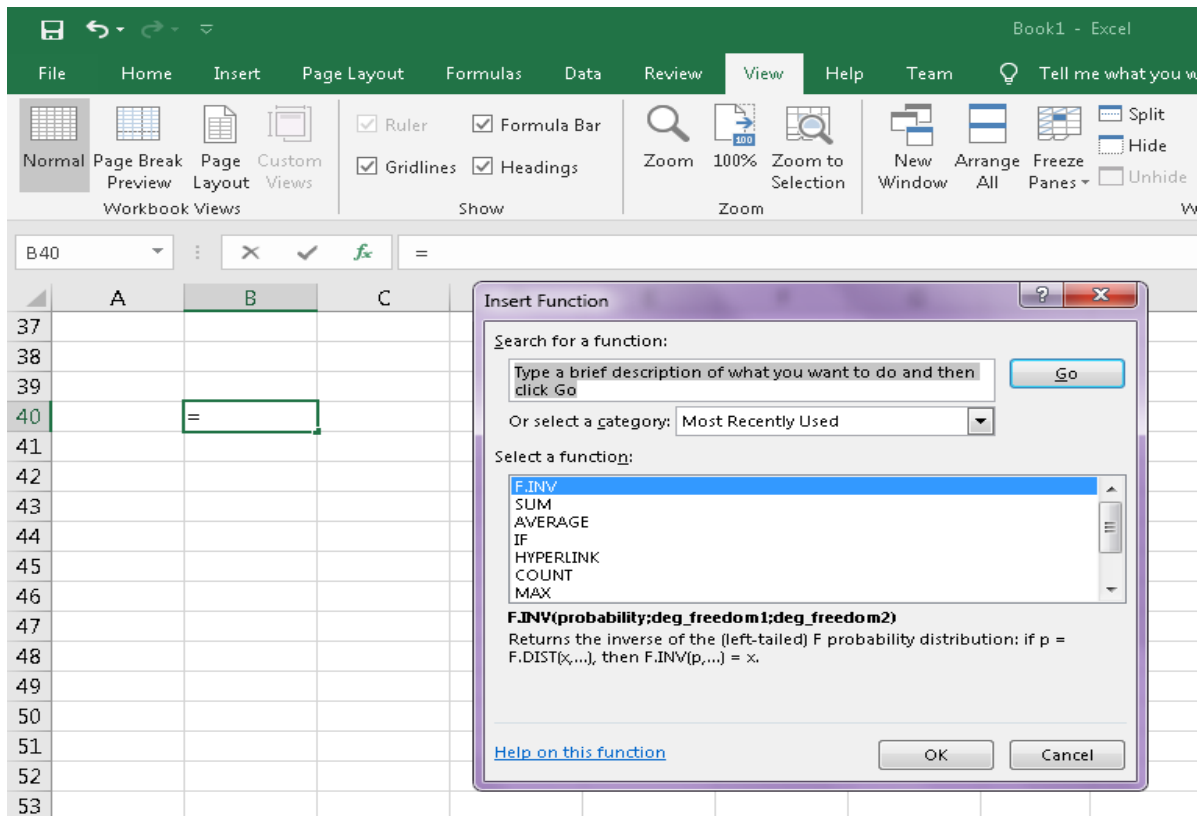 Book1 - Excel
File Home Insert Page Layout Formulas Data Review View Help Team Tell me what you w
Normal Page Break Preview Page Layout Custom Views
Workbook Views
Ruler Formula Bar
Gridlines Headings
Show
Zoom 100% Zoom to Selection
Zoom
New Window Arrange All Freeze Panes
Split
Hide
Unhide
W
B40 fx =
A B C
37
38
39
40 =
41
42
43
44
45
46
47
48
49
50
51
52
53
Insert Function
Search for a function:
Type a brief description of what you want to do and then
click Go
Go
Or select a category: Most Recently Used
Select a function:
F.INV
SUM
AVERAGE
IF
HYPERLINK
COUNT
MAX
F.INV(probability;deg_freedom1;deg_freedom2)
Returns the inverse of the (left-tailed) F probability distribution: if p =
F.DIST(x,...), then F.INV(p,...) = x.
Help on this function
OK Cancel